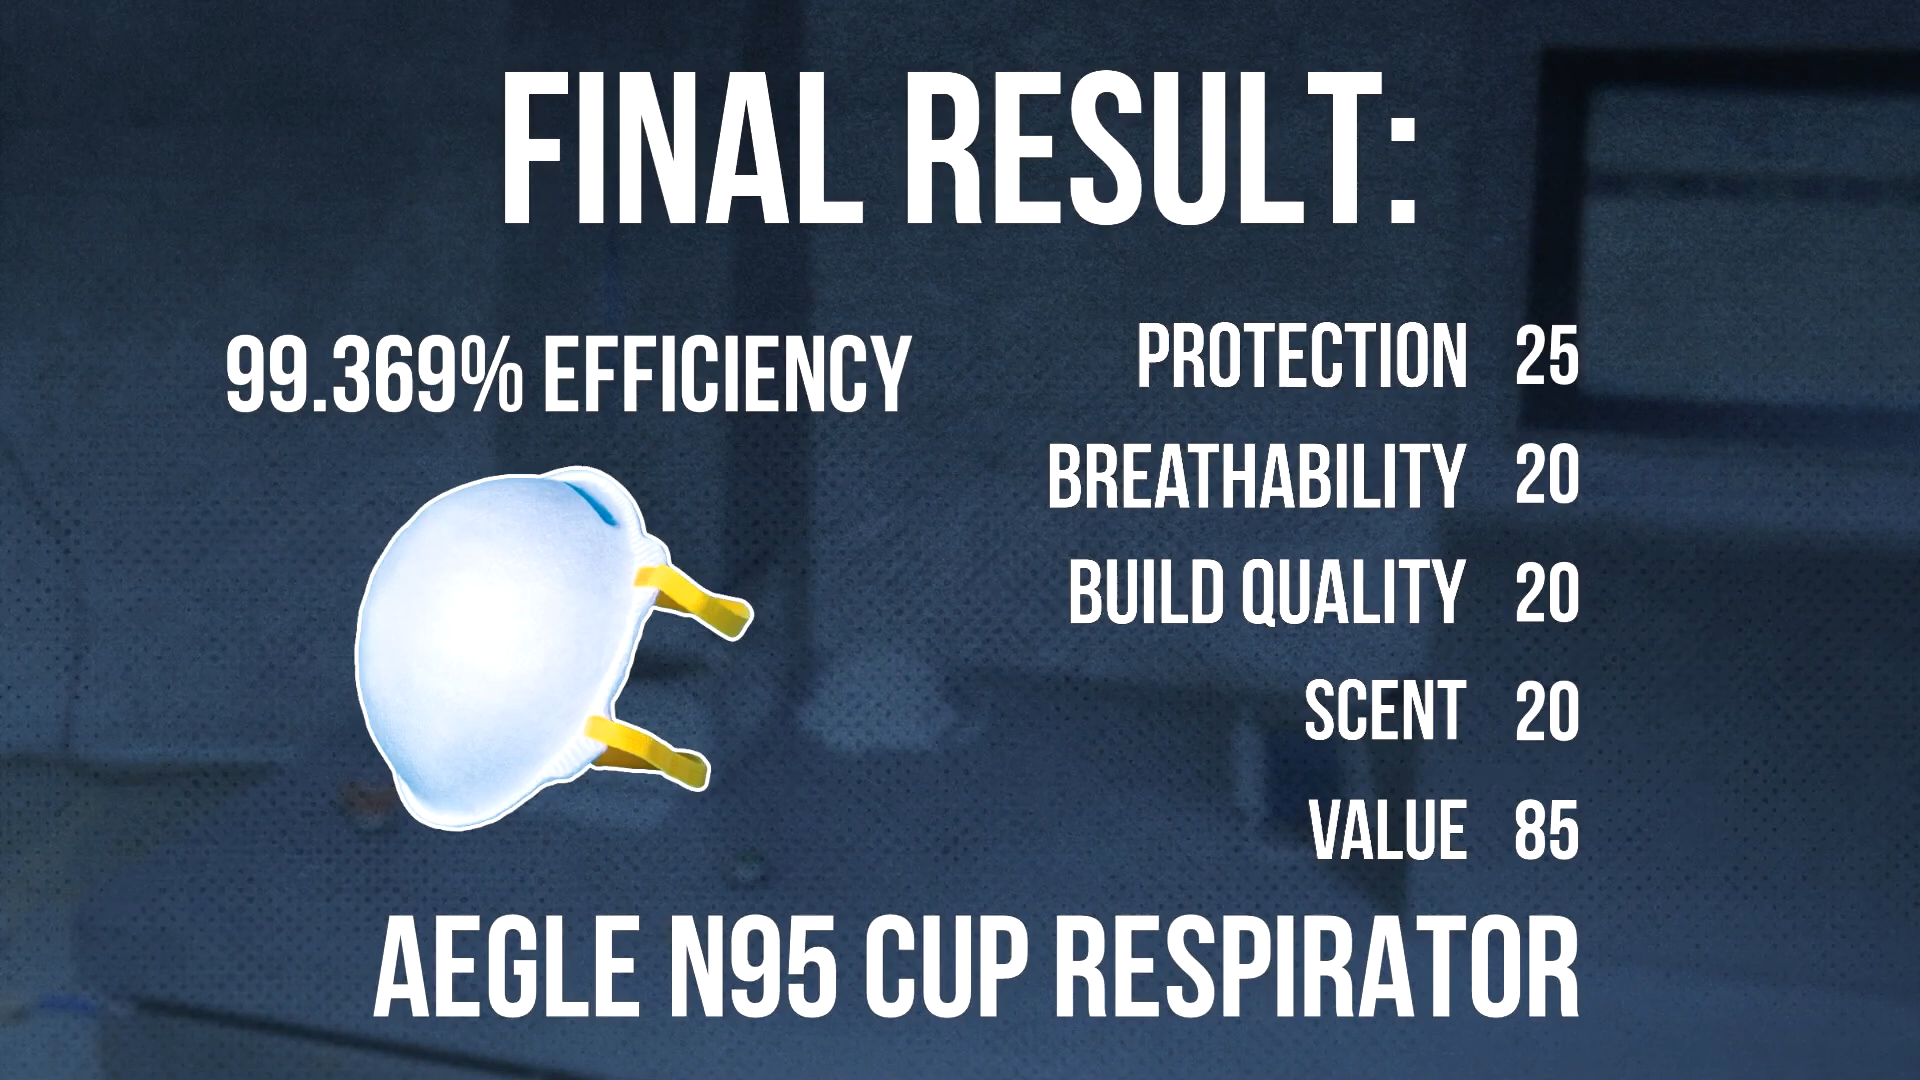 FINAL RESULT:
99.369% EFFICIENCY
PROTECTION 25
BREATHABILITY 20
BUILD QUALITY 20
SCENT 20
VALUE 85
AEGLE N95 CUP RESPIRATOR